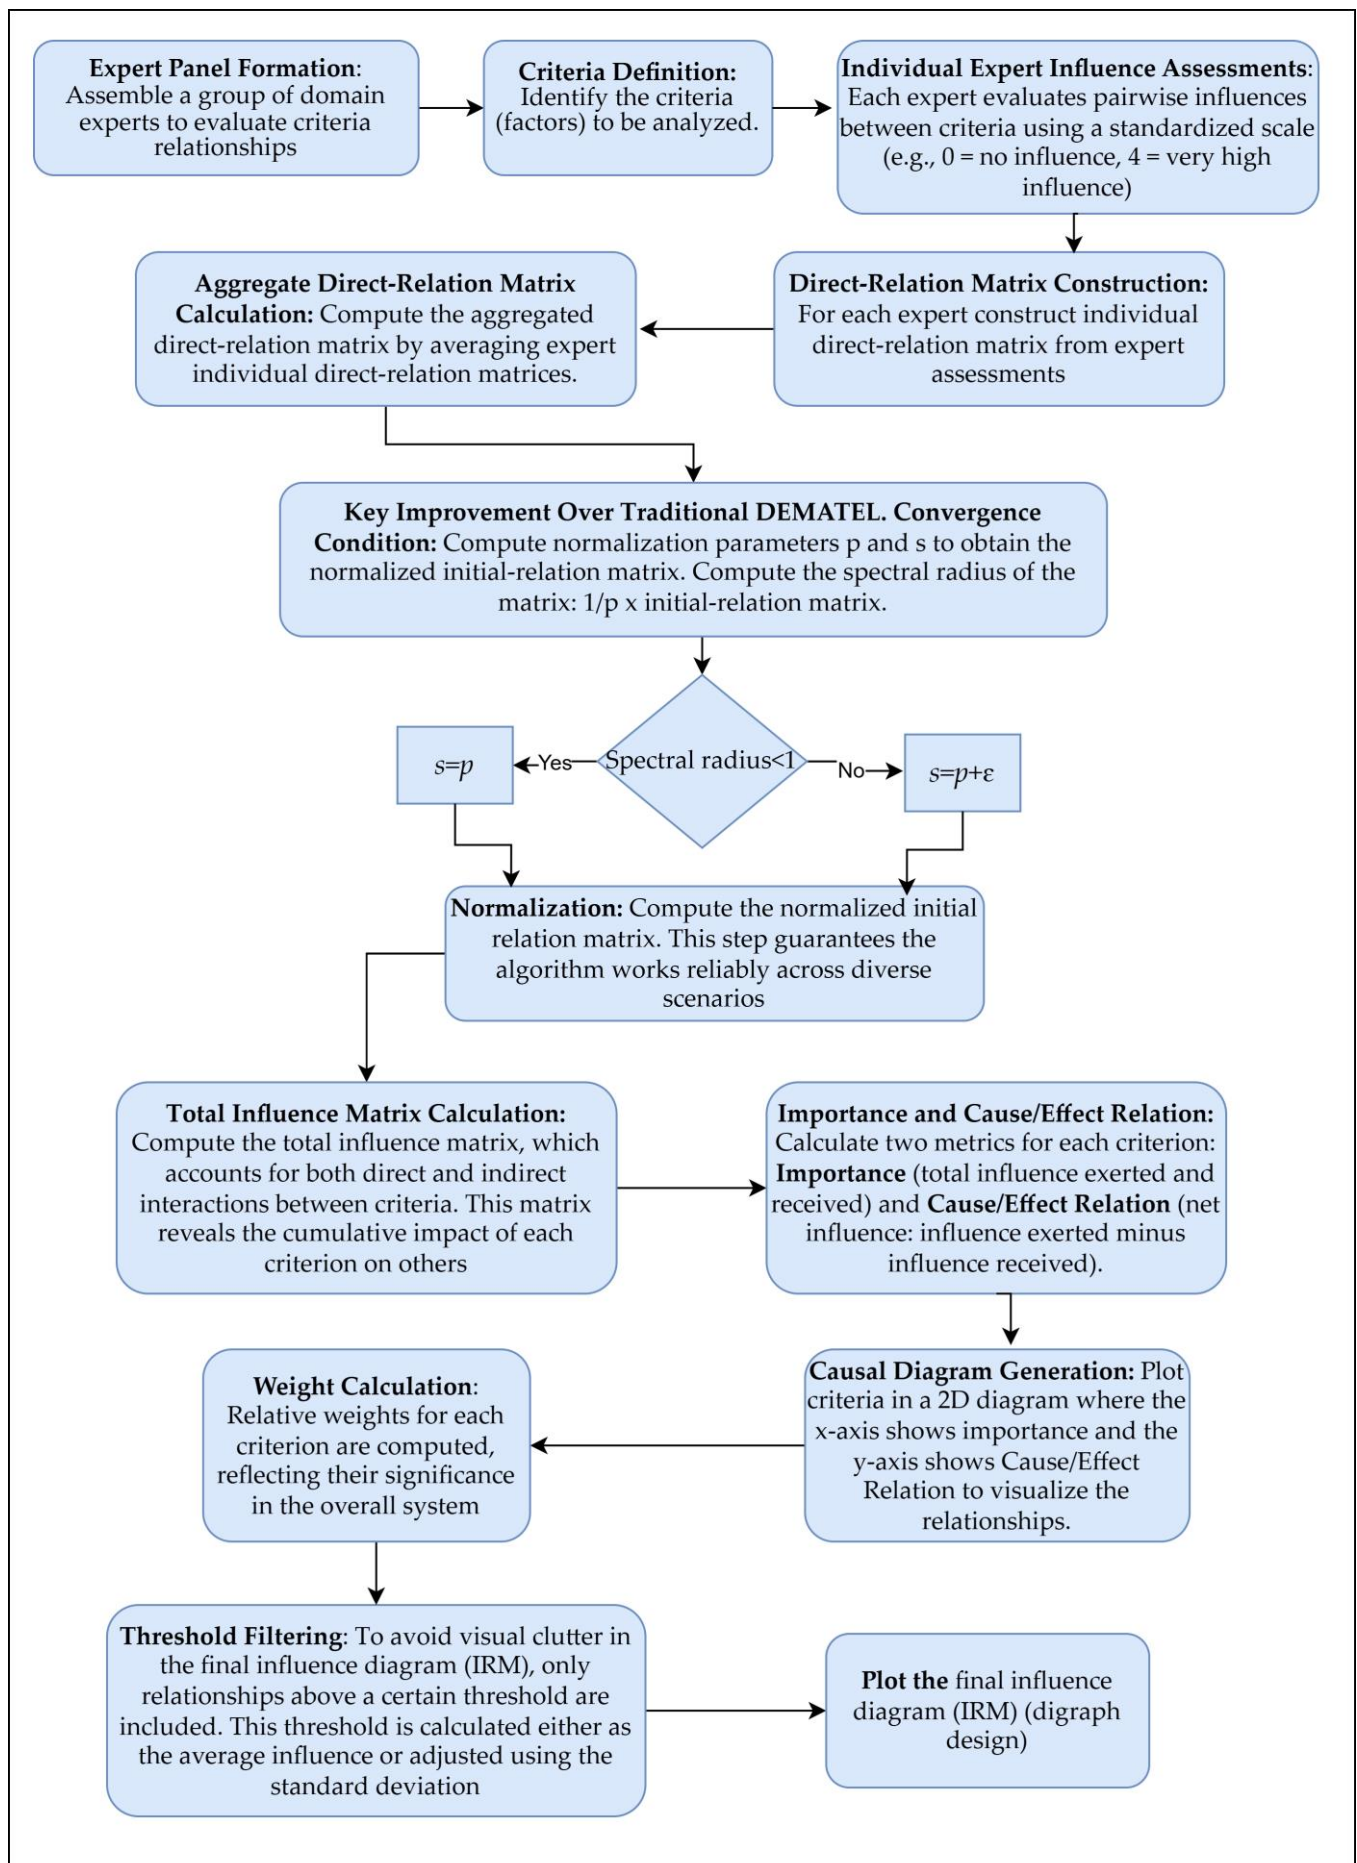 Expert Panel Formation:
Assemble a group of domain
experts to evaluate criteria
relationships
Criteria Definition:
Identify the criteria
(factors) to be analyzed.
Individual Expert Influence Assessments:
Each expert evaluates pairwise influences
between criteria using a standardized scale
(e.g., 0 = no influence, 4 = very high
influence)
Direct-Relation Matrix Construction:
For each expert construct individual
direct-relation matrix from expert
assessments
Aggregate Direct-Relation Matrix
Calculation: Compute the aggregated
direct-relation matrix by averaging expert
individual direct-relation matrices.
Key Improvement Over Traditional DEMATEL. Convergence
Condition: Compute normalization parameters p and s to obtain the
normalized initial-relation matrix. Compute the spectral radius of the
matrix: 1/p x initial-relation matrix.
Spectral radius<1
Yes
s=p
No
s=p+ε
Normalization: Compute the normalized initial
relation matrix. This step guarantees the
algorithm works reliably across diverse
scenarios
Total Influence Matrix Calculation:
Compute the total influence matrix, which
accounts for both direct and indirect
interactions between criteria. This matrix
reveals the cumulative impact of each
criterion on others
Importance and Cause/Effect Relation:
Calculate two metrics for each criterion:
Importance (total influence exerted and
received) and Cause/Effect Relation (net
influence: influence exerted minus
influence received).
Causal Diagram Generation: Plot
criteria in a 2D diagram where the
x-axis shows importance and the
y-axis shows Cause/Effect
Relation to visualize the
relationships.
Weight Calculation:
Relative weights for each
criterion are computed,
reflecting their significance
in the overall system
Threshold Filtering: To avoid visual clutter in
the final influence diagram (IRM), only
relationships above a certain threshold are
included. This threshold is calculated either as
the average influence or adjusted using the
standard deviation
Plot the final influence
diagram (IRM) (digraph
design)